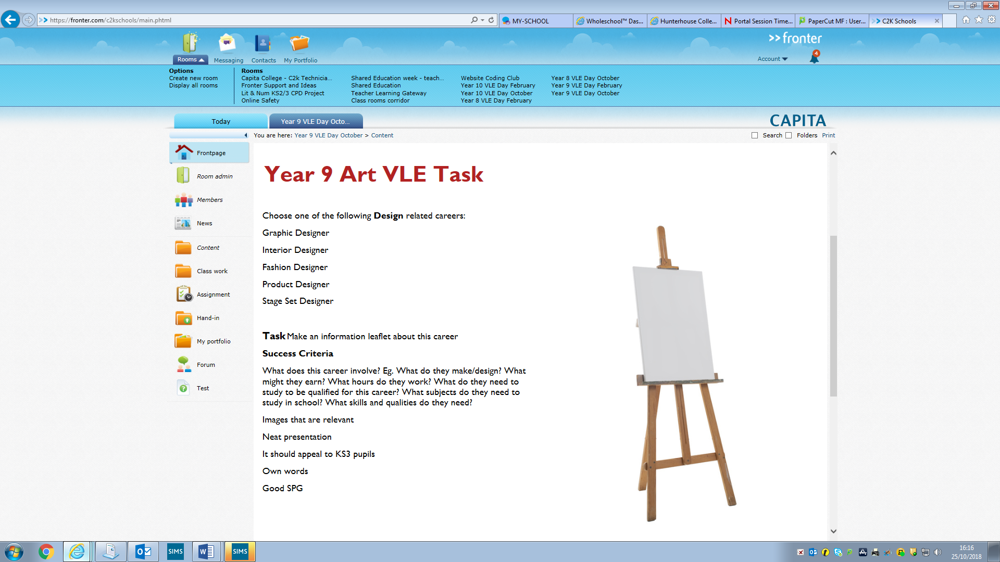 https://fronter.com/c2kschools/main.phtml
MY-SCHOOL
Wholeschool™ Das...
Hunterhouse Colle...
Portal Session Time...
PaperCut MF : User...
C2K Schools
>>fronter
Rooms
Messaging
Contacts
My Portfolio
Account
4
Options
Create new room
Display all rooms
Rooms
Capita College - C2k Technicia...
Fronter Support and Ideas
Lit & Num KS2/3 CPD Project
Online Safety
Shared Education week - teach...
Shared Education
Teacher Learning Gateway
Class rooms corridor
Website Coding Club
Year 10 VLE Day February
Year 10 VLE Day October
Year 8 VLE Day February
Year 8 VLE Day October
Year 9 VLE Day February
Year 9 VLE Day October
Today
Year 9 VLE Day Octo...
CAPITA
You are here: Year 9 VLE Day October > Content
Search
Folders
Print
Frontpage
Room admin
Members
News
Content
Class work
Assignment
Hand-in
My portfolio
Forum
Test
Year 9 Art VLE Task
Choose one of the following Design related careers:
Graphic Designer
Interior Designer
Fashion Designer
Product Designer
Stage Set Designer
Task Make an information leaflet about this career
Success Criteria
What does this career involve? Eg. What do they make/design? What
might they earn? What hours do they work? What do they need to
study to be qualified for this career? What subjects do they need to
study in school? What skills and qualities do they need?
Images that are relevant
Neat presentation
It should appeal to KS3 pupils
Own words
Good SPG
SIMS
SIMS
16:16
25/10/2018